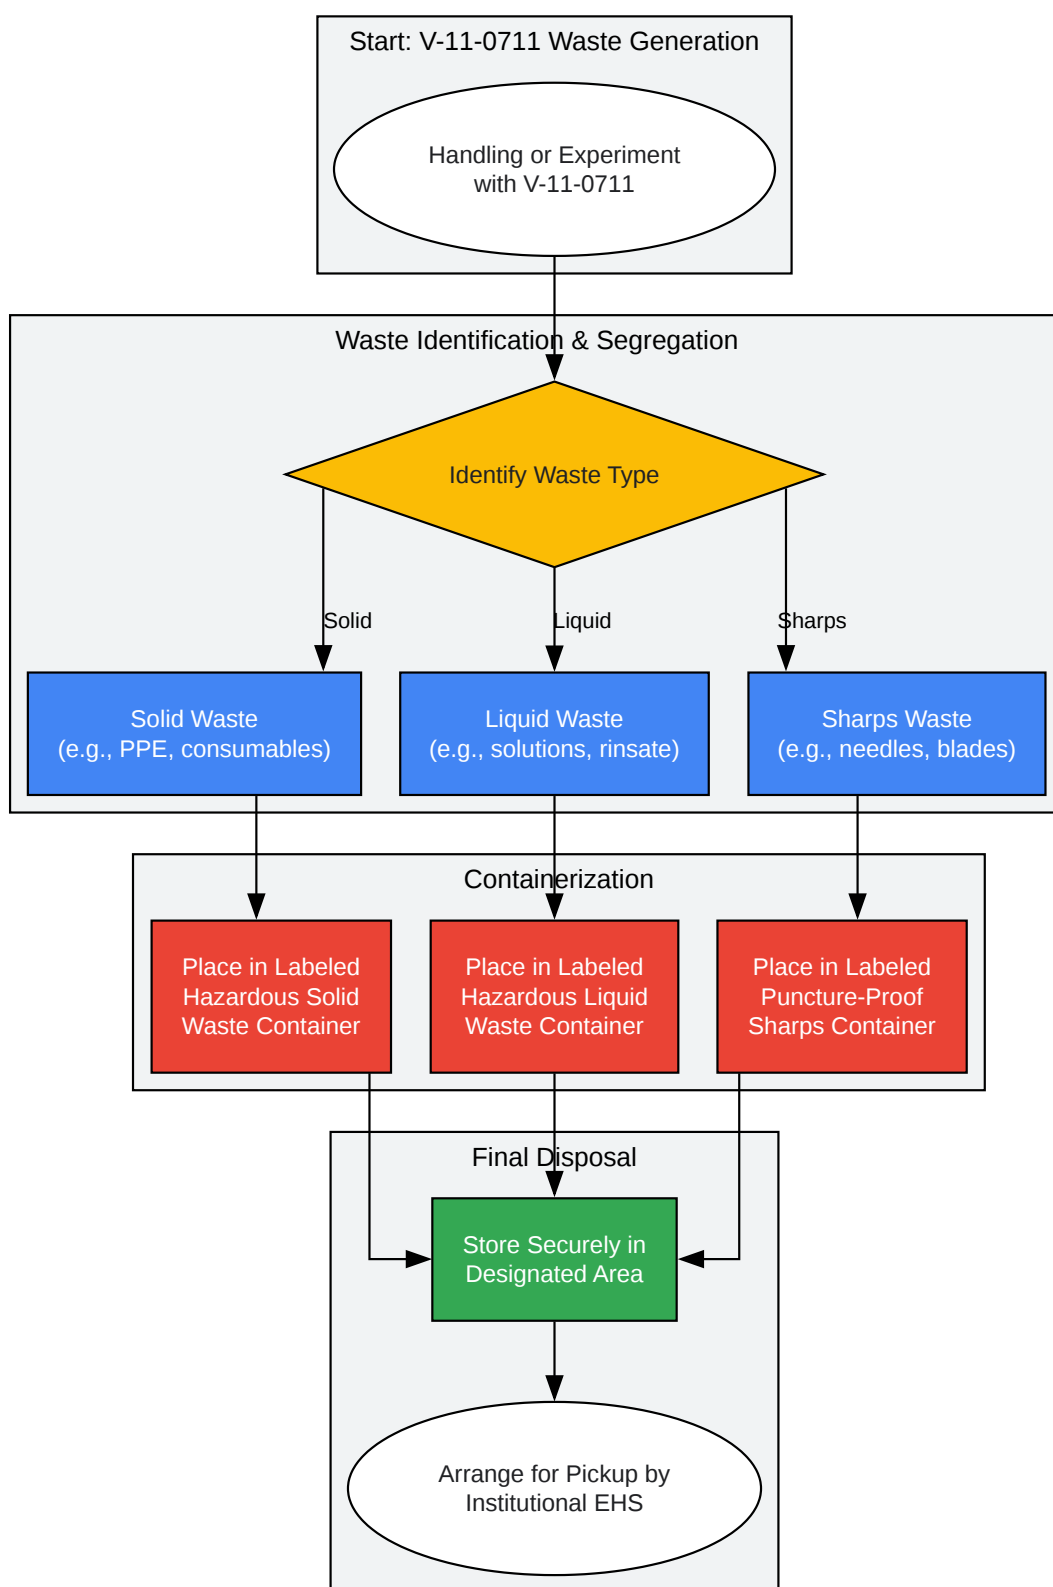 Start: V-11-0711 Waste Generation
Handling or Experiment
with V-11-0711
Waste Identification & Segregation
Identify Waste Type
Solid
Liquid
Sharps
Solid Waste
(e.g., PPE, consumables)
Liquid Waste
(e.g., solutions, rinsate)
Sharps Waste
(e.g., needles, blades)
Containerization
Place in Labeled
Hazardous Solid
Waste Container
Place in Labeled
Hazardous Liquid
Waste Container
Place in Labeled
Puncture-Proof
Sharps Container
Final Disposal
Store Securely in
Designated Area
Arrange for Pickup by
Institutional EHS